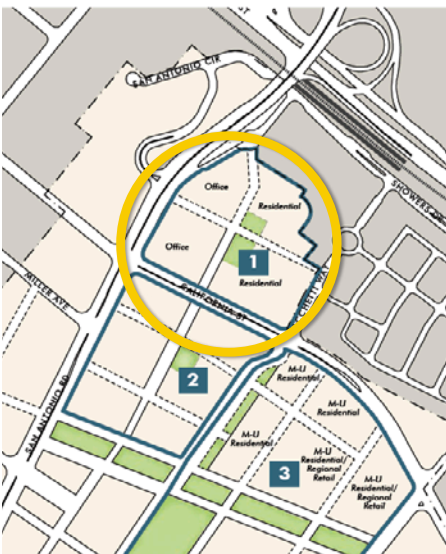 SAN ANTONIO CIR
ST
SHOWERS
Office
Residential
Office
1
Residential
CALIFORNIA ST
MILLER AVE
SAN ANTONIO RD
2
M-U
Residential
M-U
Residential
M-U
Residential
M-U
Residential/
Regional
Retail
M-U
Residential/
Regional
Retail
3